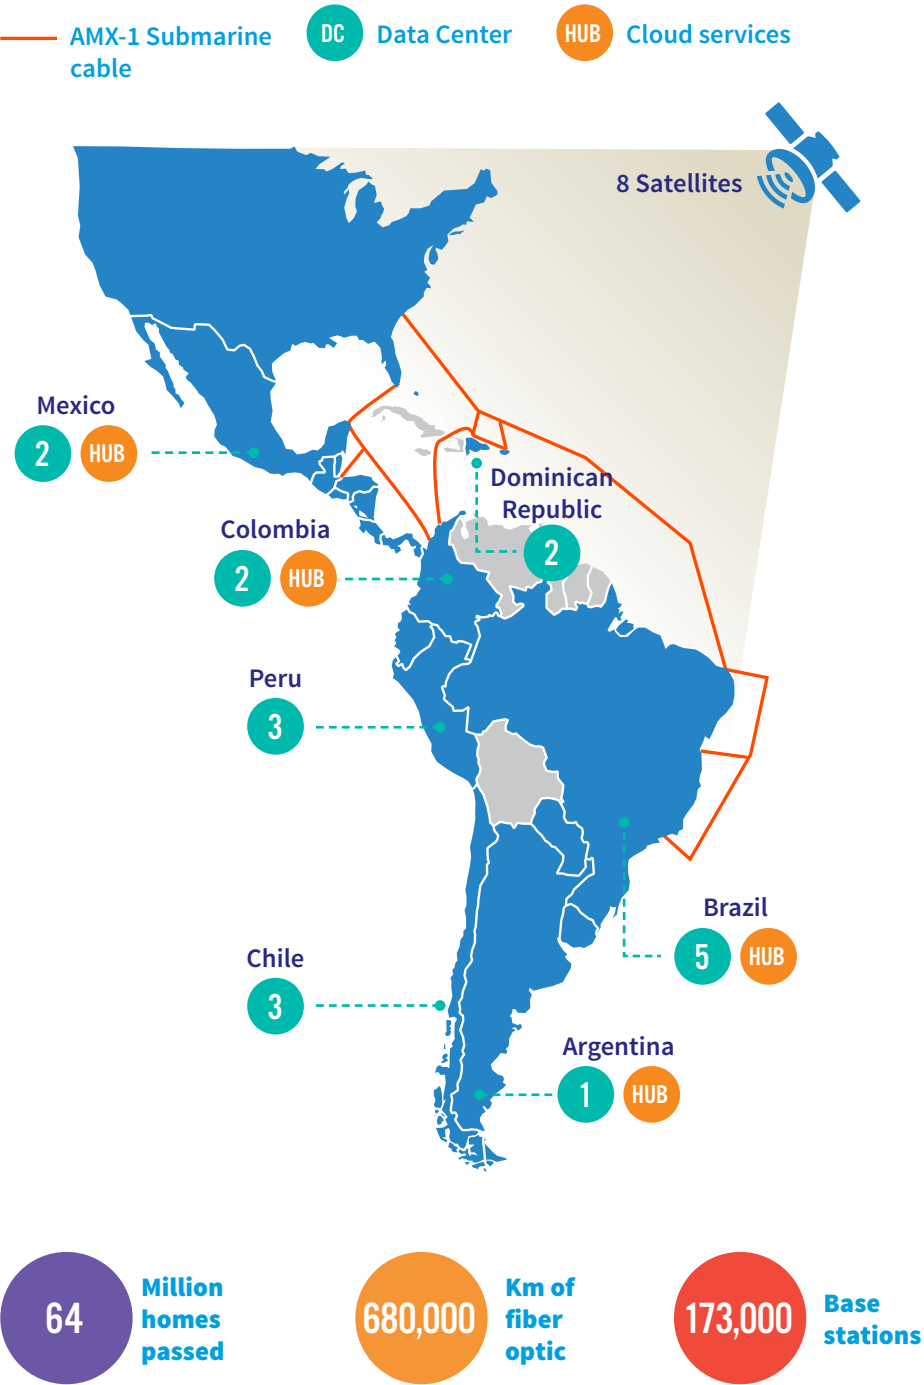 AMX-1 Submarine
cable
DC
Data Center
HUB
Cloud services
8 Satellites
Mexico
2
HUB
Dominican
Republic
2
Colombia
2
HUB
Peru
3
Brazil
5
HUB
Chile
3
Argentina
1
HUB
64
Million
homes
passed
680,000
Km of
fiber
optic
173,000
Base
stations